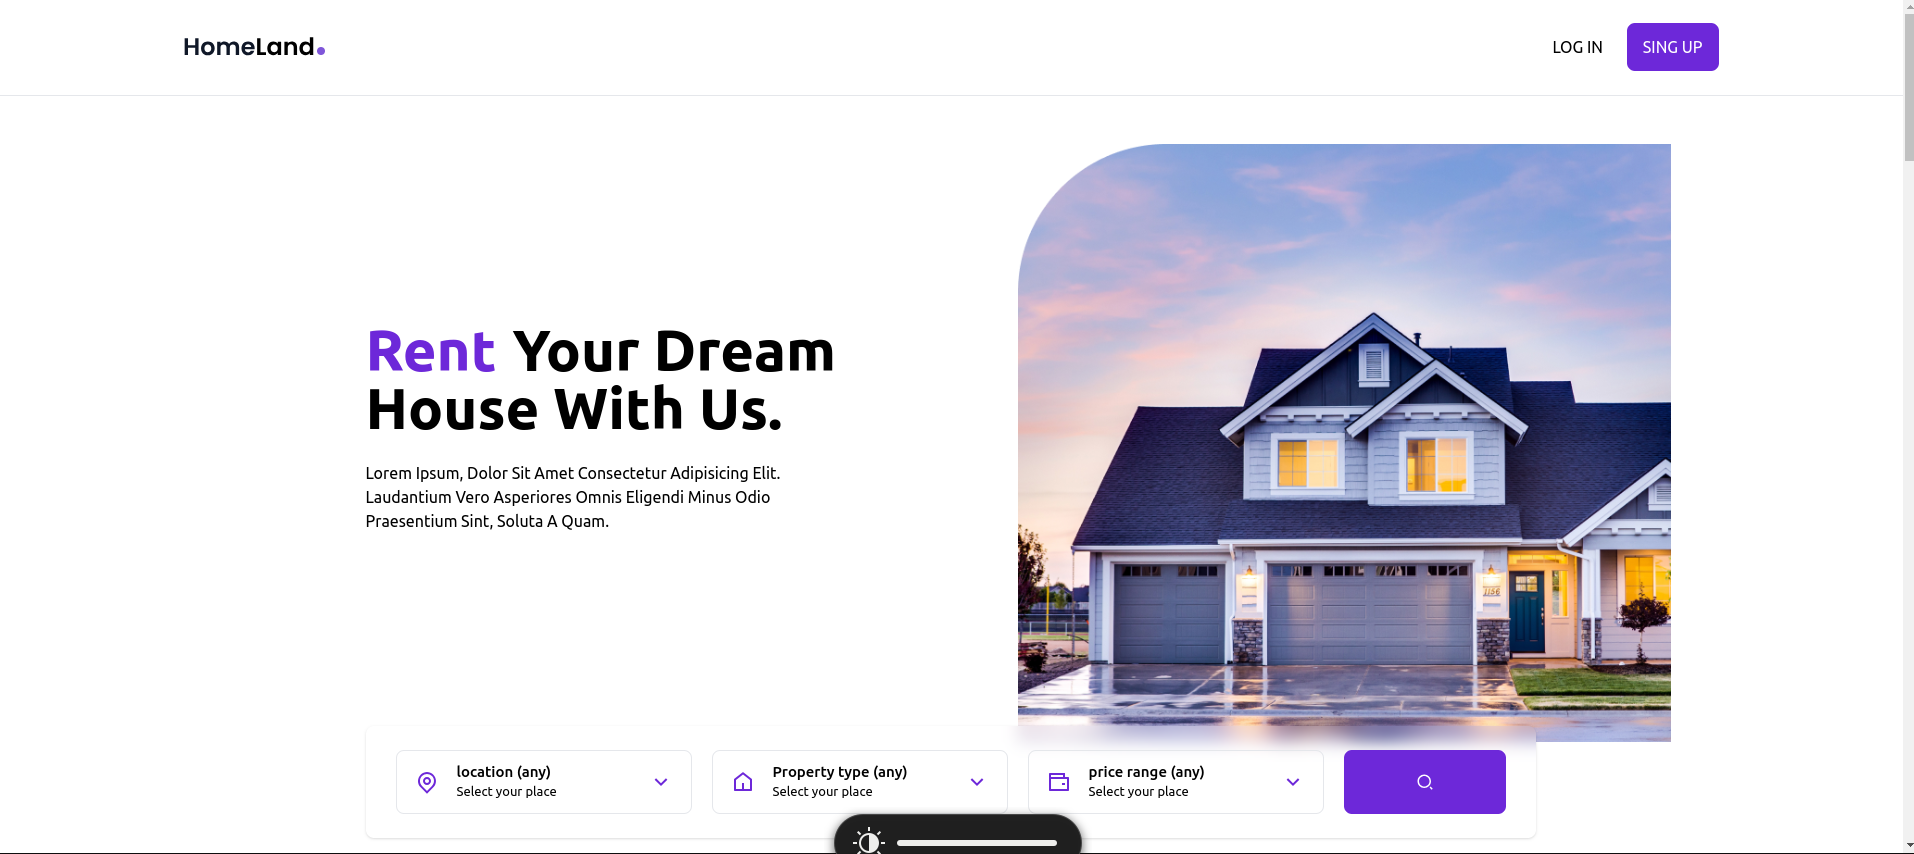 HomeLand.
LOG IN
SING UP
Rent Your Dream
House With Us.
Lorem Ipsum, Dolor Sit Amet Consectetur Adipisicing Elit.
Laudantium Vero Asperiores Omnis Eligendi Minus Odio
Praesentium Sint, Soluta A Quam.
1156
location (any)
Select your place
Property type (any)
Select your place
price range (any)
Select your place